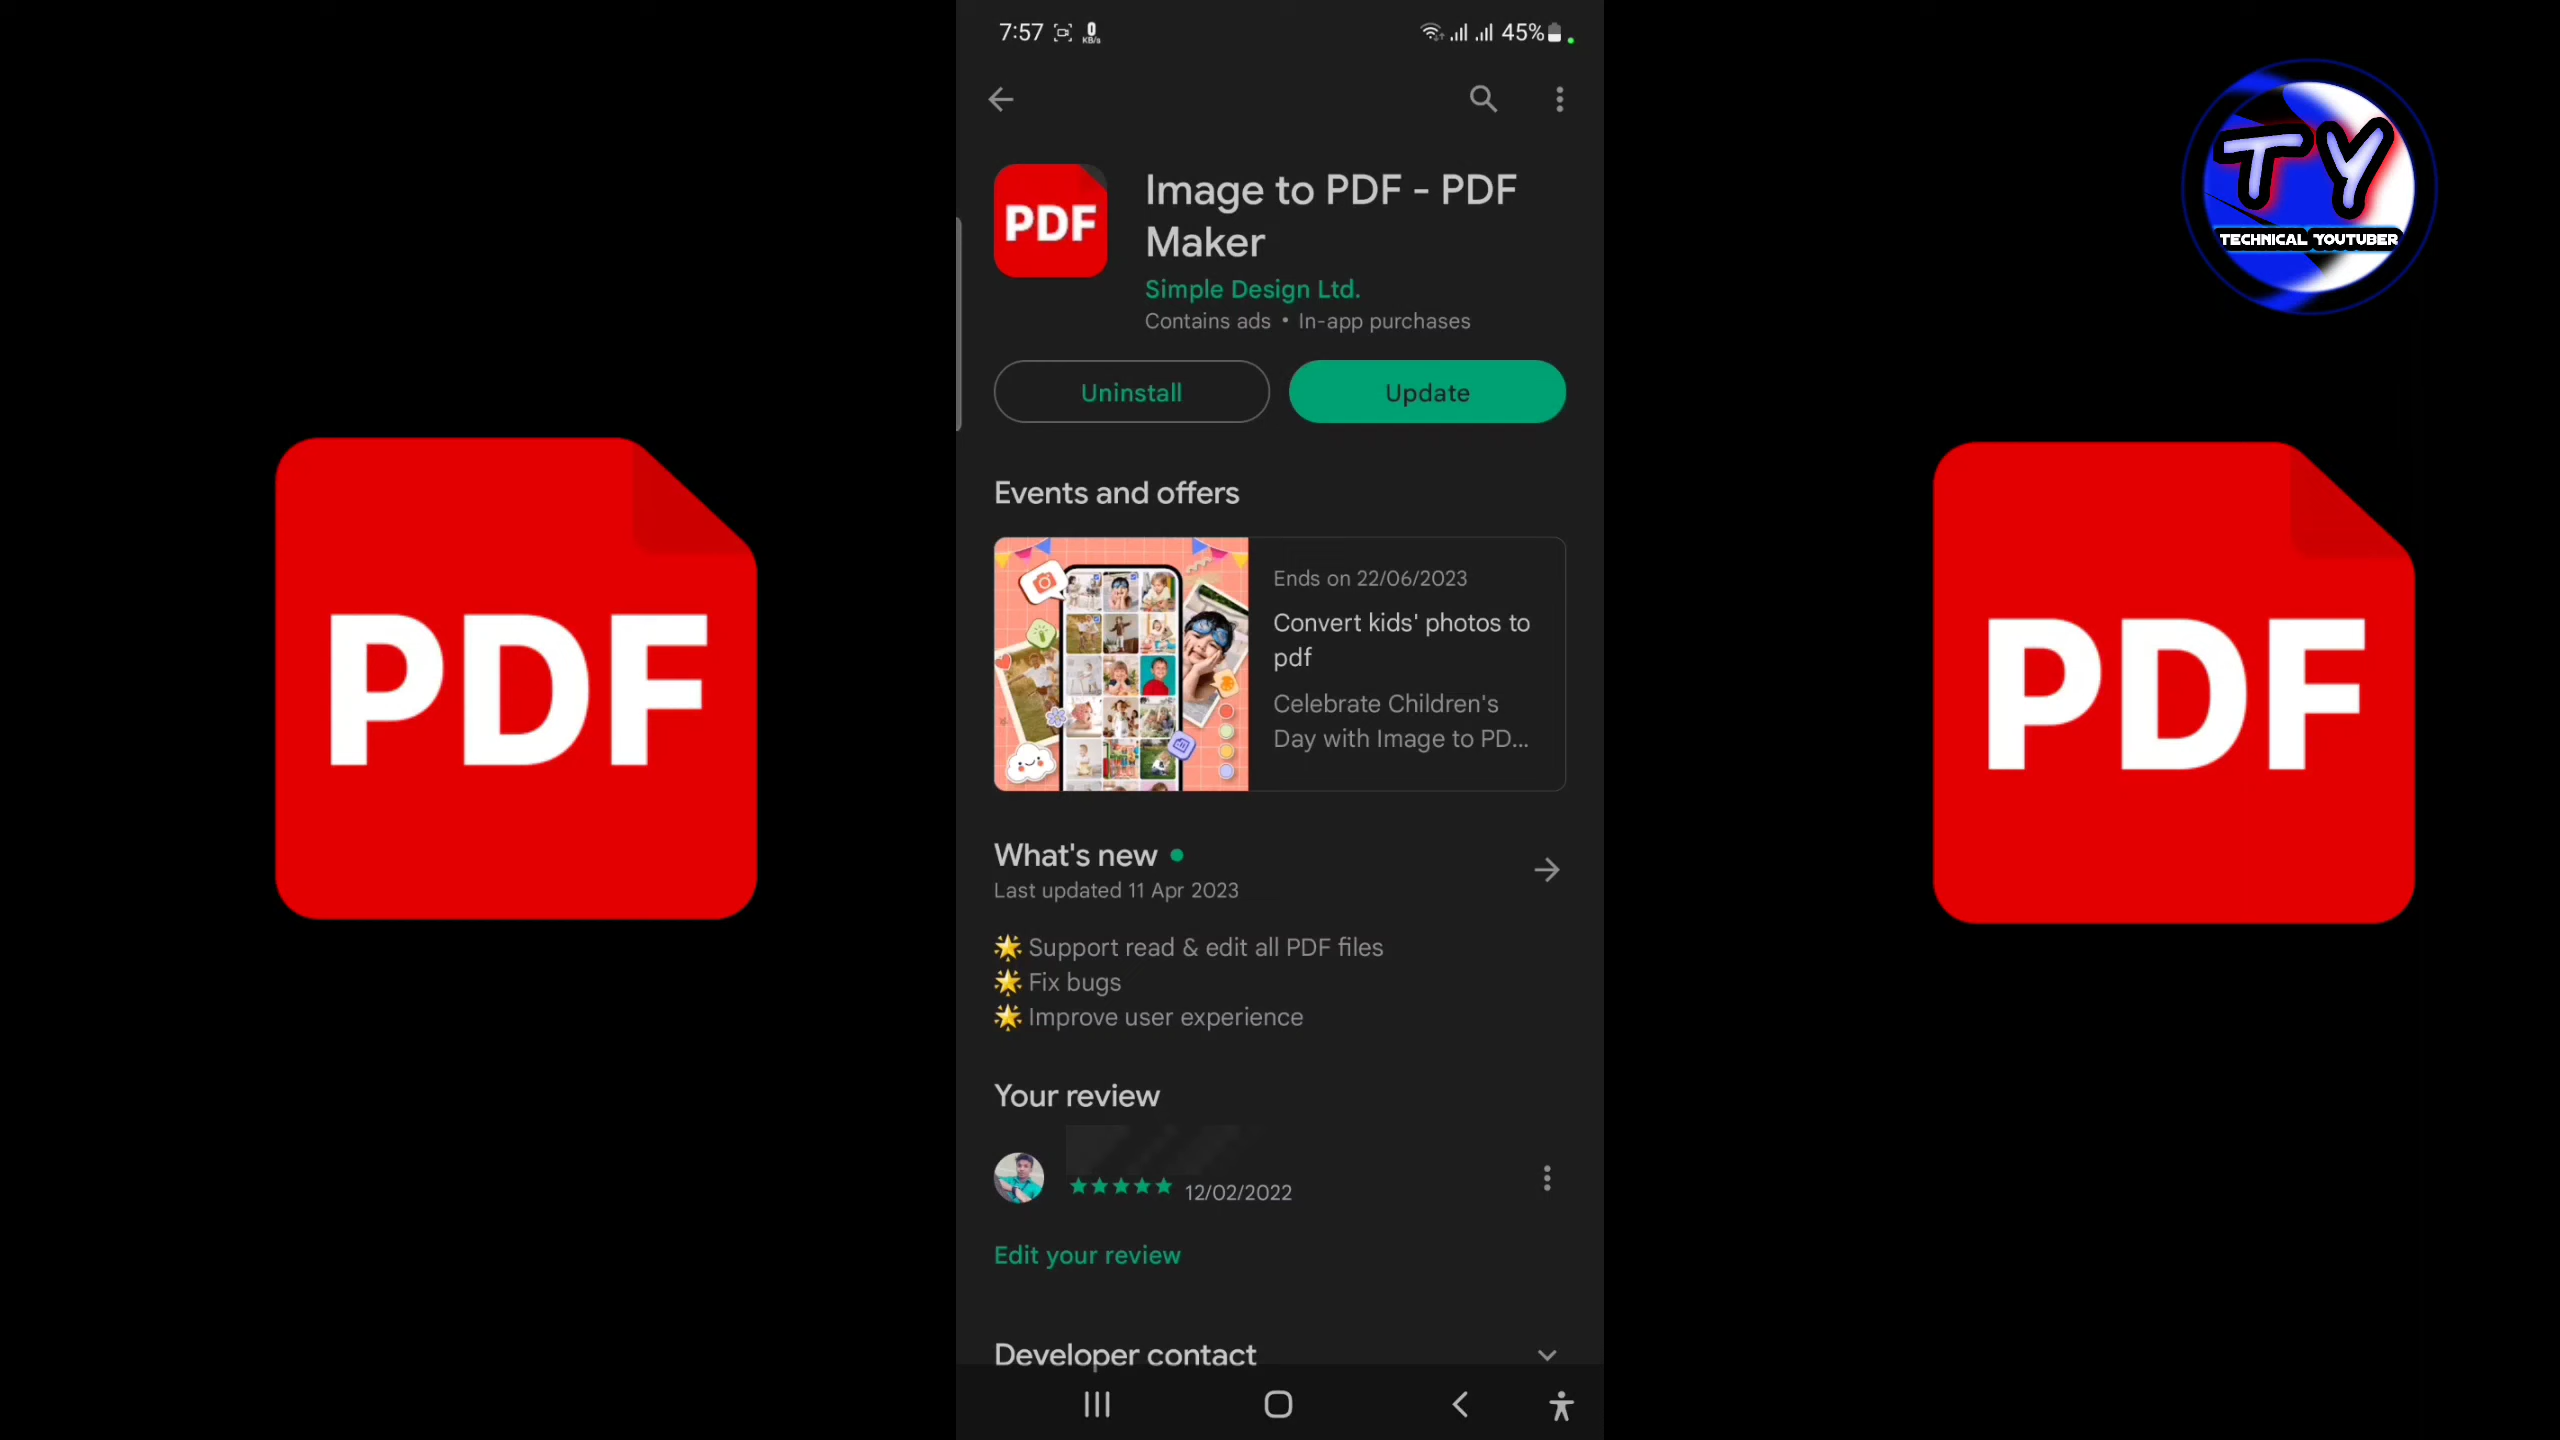 7:57
0
KB/s
45%
TY
TECHNICAL YOUTUBER
PDF
Image to PDF - PDF
Maker
Simple Design Ltd.
Contains ads • In-app purchases
Uninstall
Update
Events and offers
Ends on 22/06/2023
Convert kids' photos to
pdf
Celebrate Children's
Day with Image to PD...
PDF
PDF
What's new
Last updated 11 Apr 2023
🌟 Support read & edit all PDF files
🌟 Fix bugs
🌟 Improve user experience
Your review
12/02/2022
Edit your review
Developer contact